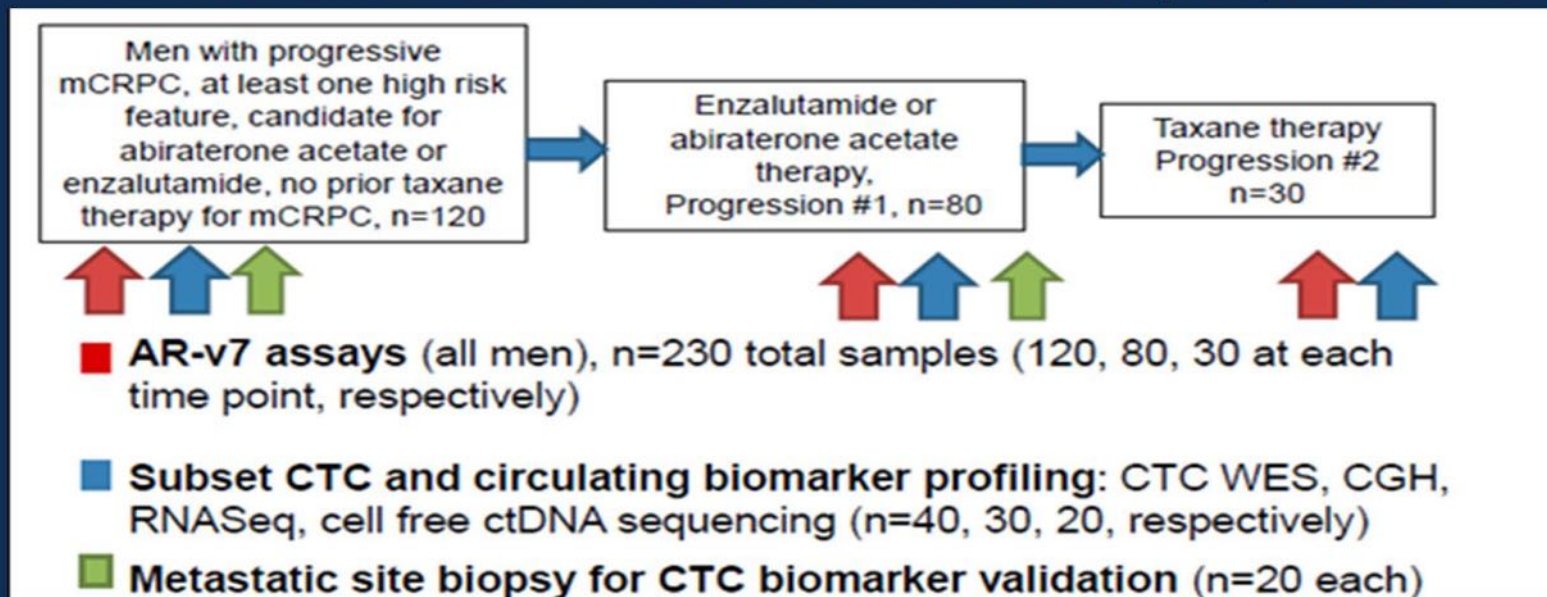 Men with progressive
mCRPC, at least one high risk
feature, candidate for
abiraterone acetate or
enzalutamide, no prior taxane
therapy for mCRPC, n=120
Enzalutamide or
abiraterone acetate
therapy,
Progression #1, n=80
Taxane therapy
Progression #2
n=30
AR-v7 assays (all men), n=230 total samples (120, 80, 30 at each
time point, respectively)
Subset CTC and circulating biomarker profiling: CTC WES, CGH,
RNASeq, cell free ctDNA sequencing (n=40, 30, 20, respectively)
Metastatic site biopsy for CTC biomarker validation (n=20 each)